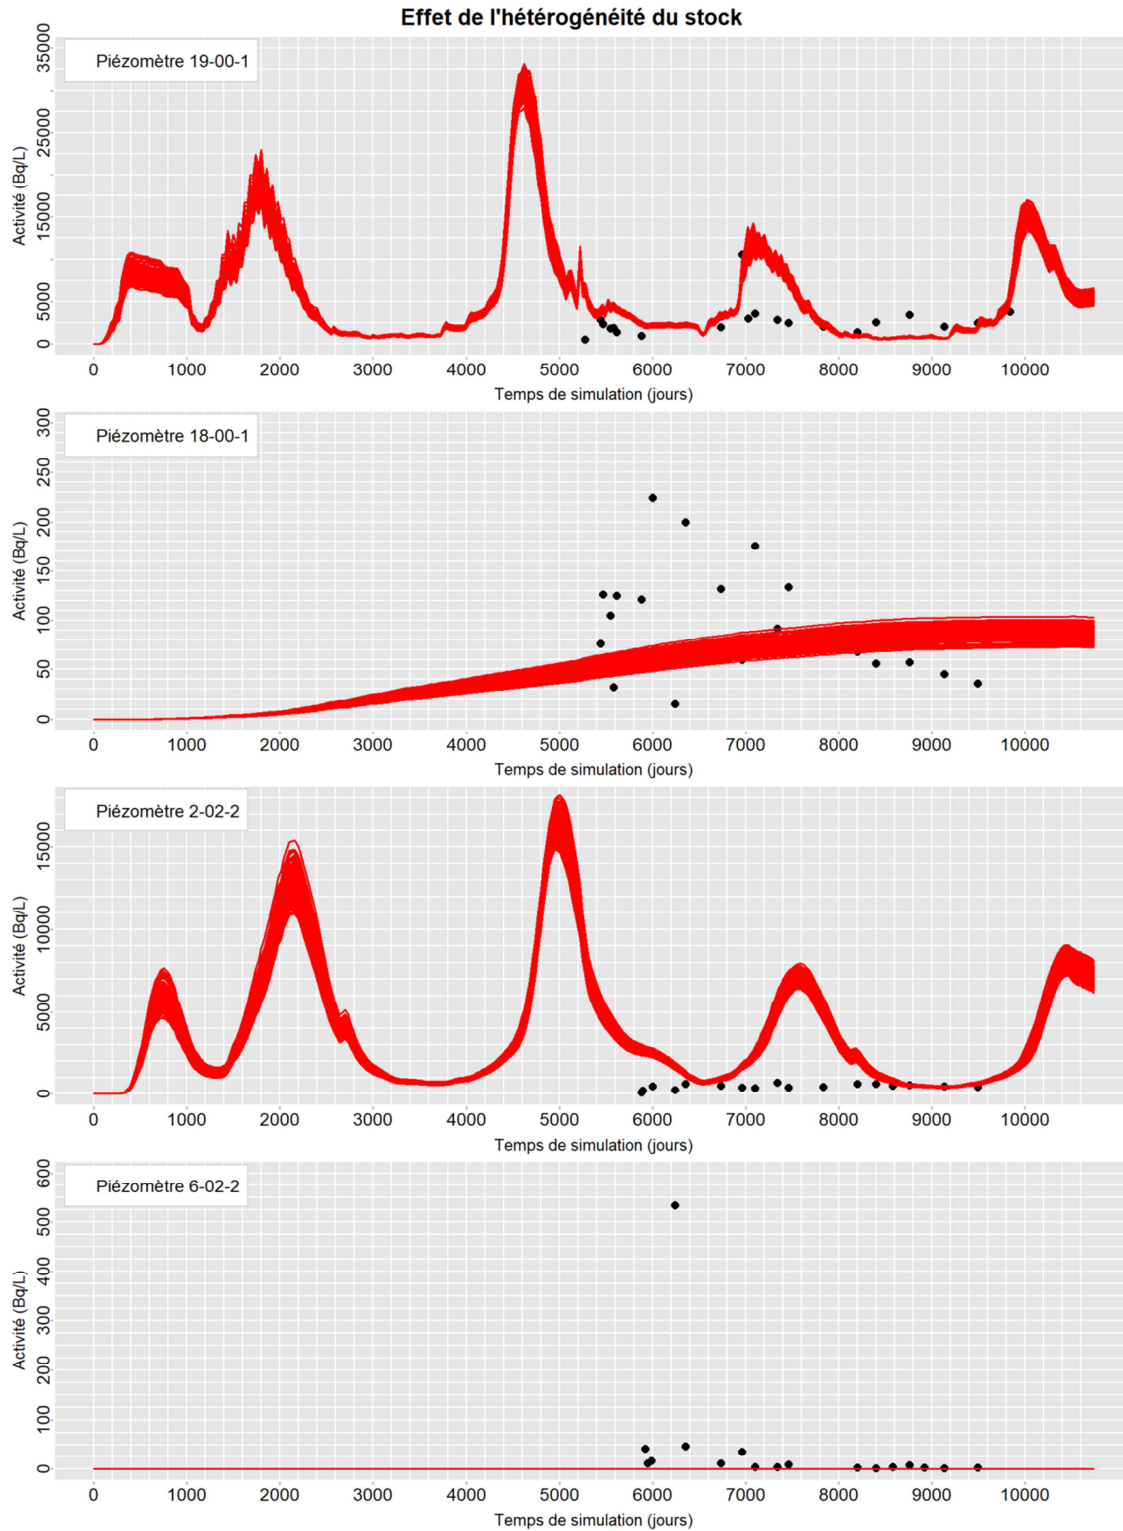 Effet de l'hétérogénéité du stock
Piézomètre 19-00-1
Activité (Bq/L)
0
5000
15000
25000
35000
0 1000 2000 3000 4000 5000 6000 7000 8000 9000 10000
Temps de simulation (jours)
Piézomètre 18-00-1
Activité (Bq/L)
0
50
100
150
200
250
300
0 1000 2000 3000 4000 5000 6000 7000 8000 9000 10000
Temps de simulation (jours)
Piézomètre 2-02-2
Activité (Bq/L)
0
5000
10000
15000
0 1000 2000 3000 4000 5000 6000 7000 8000 9000 10000
Temps de simulation (jours)
Piézomètre 6-02-2
Activité (Bq/L)
0
100
200
300
400
500
600
0 1000 2000 3000 4000 5000 6000 7000 8000 9000 10000
Temps de simulation (jours)